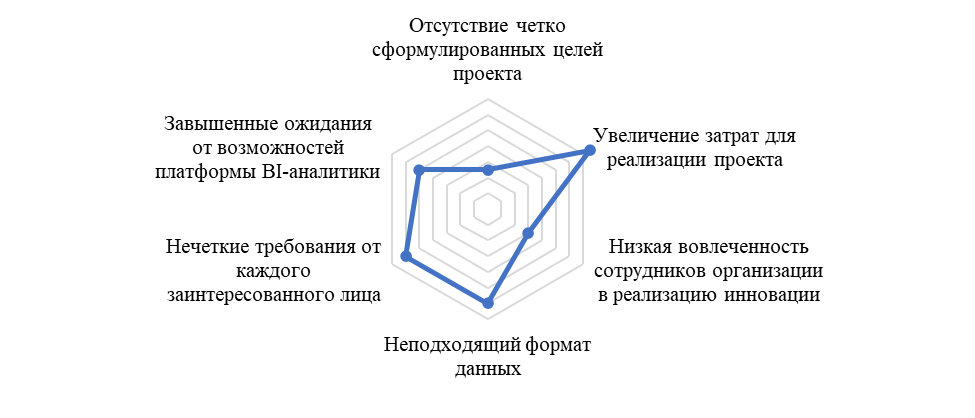 Отсутствие четко
сформулированных целей
проекта
Увеличение затрат для
реализации проекта
Низкая вовлеченность
сотрудников организации
в реализацию инновации
Неподходящий формат
данных
Нечеткие требования от
каждого
заинтересованного лица
Завышенные ожидания
от возможностей
платформы BI-аналитики